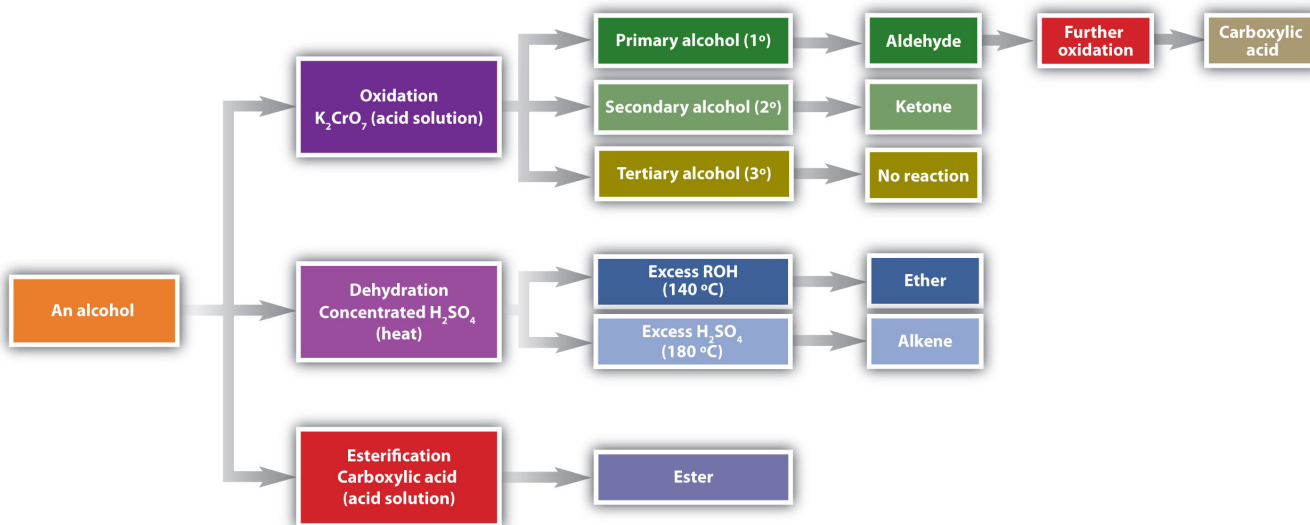 An alcohol
Oxidation
K₂CrO₇ (acid solution)
Primary alcohol (1º)
Aldehyde
Further
oxidation
Carboxylic
acid
Secondary alcohol (2º)
Ketone
Tertiary alcohol (3º)
No reaction
Dehydration
Concentrated H₂SO₄
(heat)
Excess ROH
(140 ºC)
Ether
Excess H₂SO₄
(180 ºC)
Alkene
Esterification
Carboxylic acid
(acid solution)
Ester